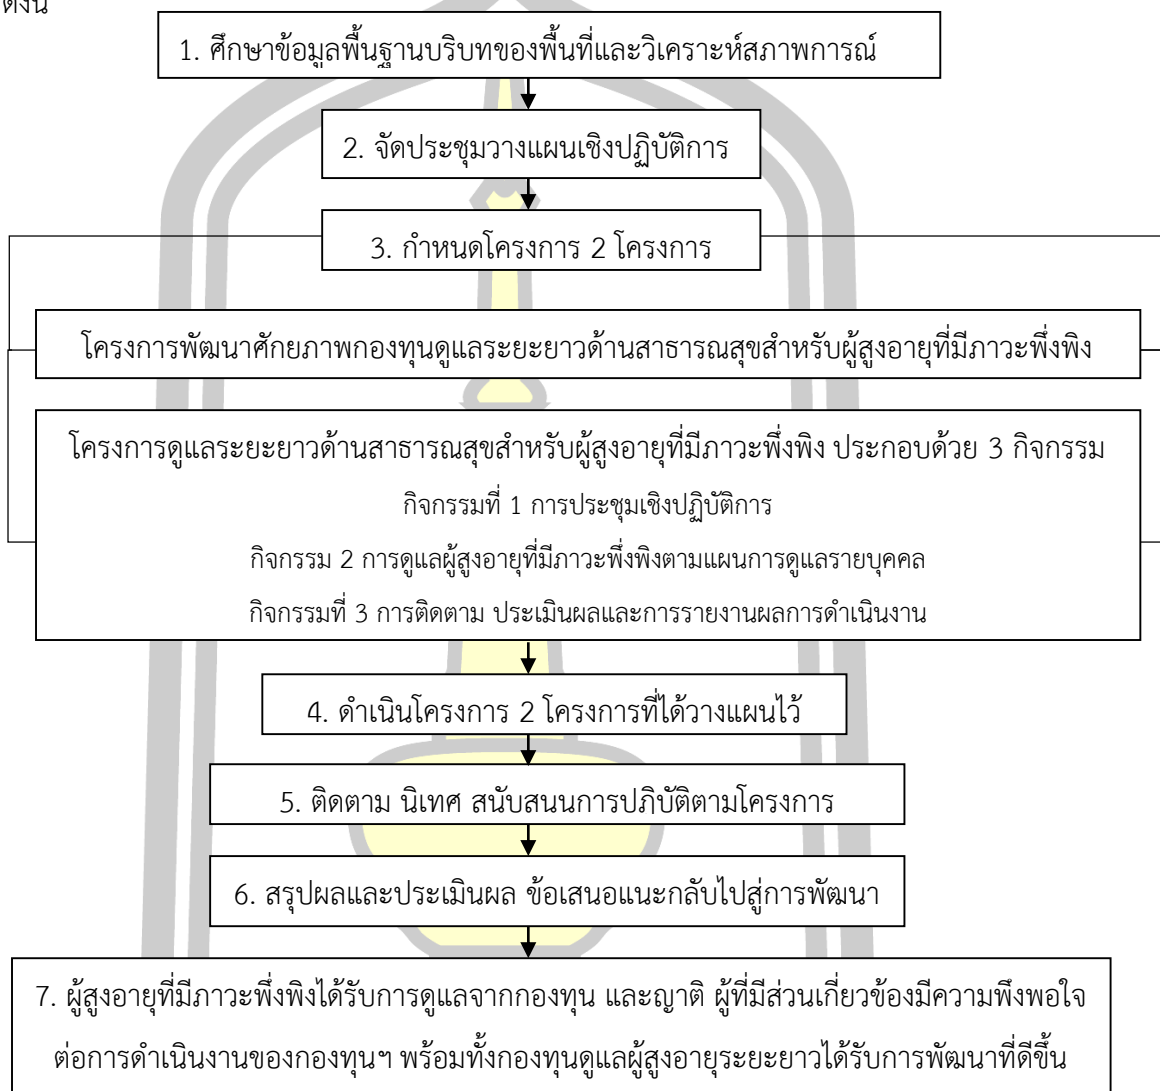 ดังนี้
1. ศึกษาข้อมูลพื้นฐานบริบทของพื้นที่และวิเคราะห์สภาพการณ์
2. จัดประชุมวางแผนเชิงปฏิบัติการ
3. กำหนดโครงการ 2 โครงการ
โครงการพัฒนาศักยภาพกองทุนดูแลระยะยาวด้านสาธารณสุขสำหรับผู้สูงอายุที่มีภาวะพึ่งพิง
โครงการดูแลระยะยาวด้านสาธารณสุขสำหรับผู้สูงอายุที่มีภาวะพึ่งพิง ประกอบด้วย 3 กิจกรรม
กิจกรรมที่ 1 การประชุมเชิงปฏิบัติการ
กิจกรรม 2 การดูแลผู้สูงอายุที่มีภาวะพึ่งพิงตามแผนการดูแลรายบุคคล
กิจกรรมที่ 3 การติดตาม ประเมินผลและการรายงานผลการดำเนินงาน
4. ดำเนินโครงการ 2 โครงการที่ได้วางแผนไว้
5. ติดตาม นิเทศ สนับสนนการปฏิบัติตามโครงการ
6. สรุปผลและประเมินผล ข้อเสนอแนะกลับไปสู่การพัฒนา
7. ผู้สูงอายุที่มีภาวะพึ่งพิงได้รับการดูแลจากกองทุน และญาติ ผู้ที่มีส่วนเกี่ยวข้องมีความพึงพอใจ
ต่อการดำเนินงานของกองทุนฯ พร้อมทั้งกองทุนดูแลผู้สูงอายุระยะยาวได้รับการพัฒนาที่ดีขึ้น